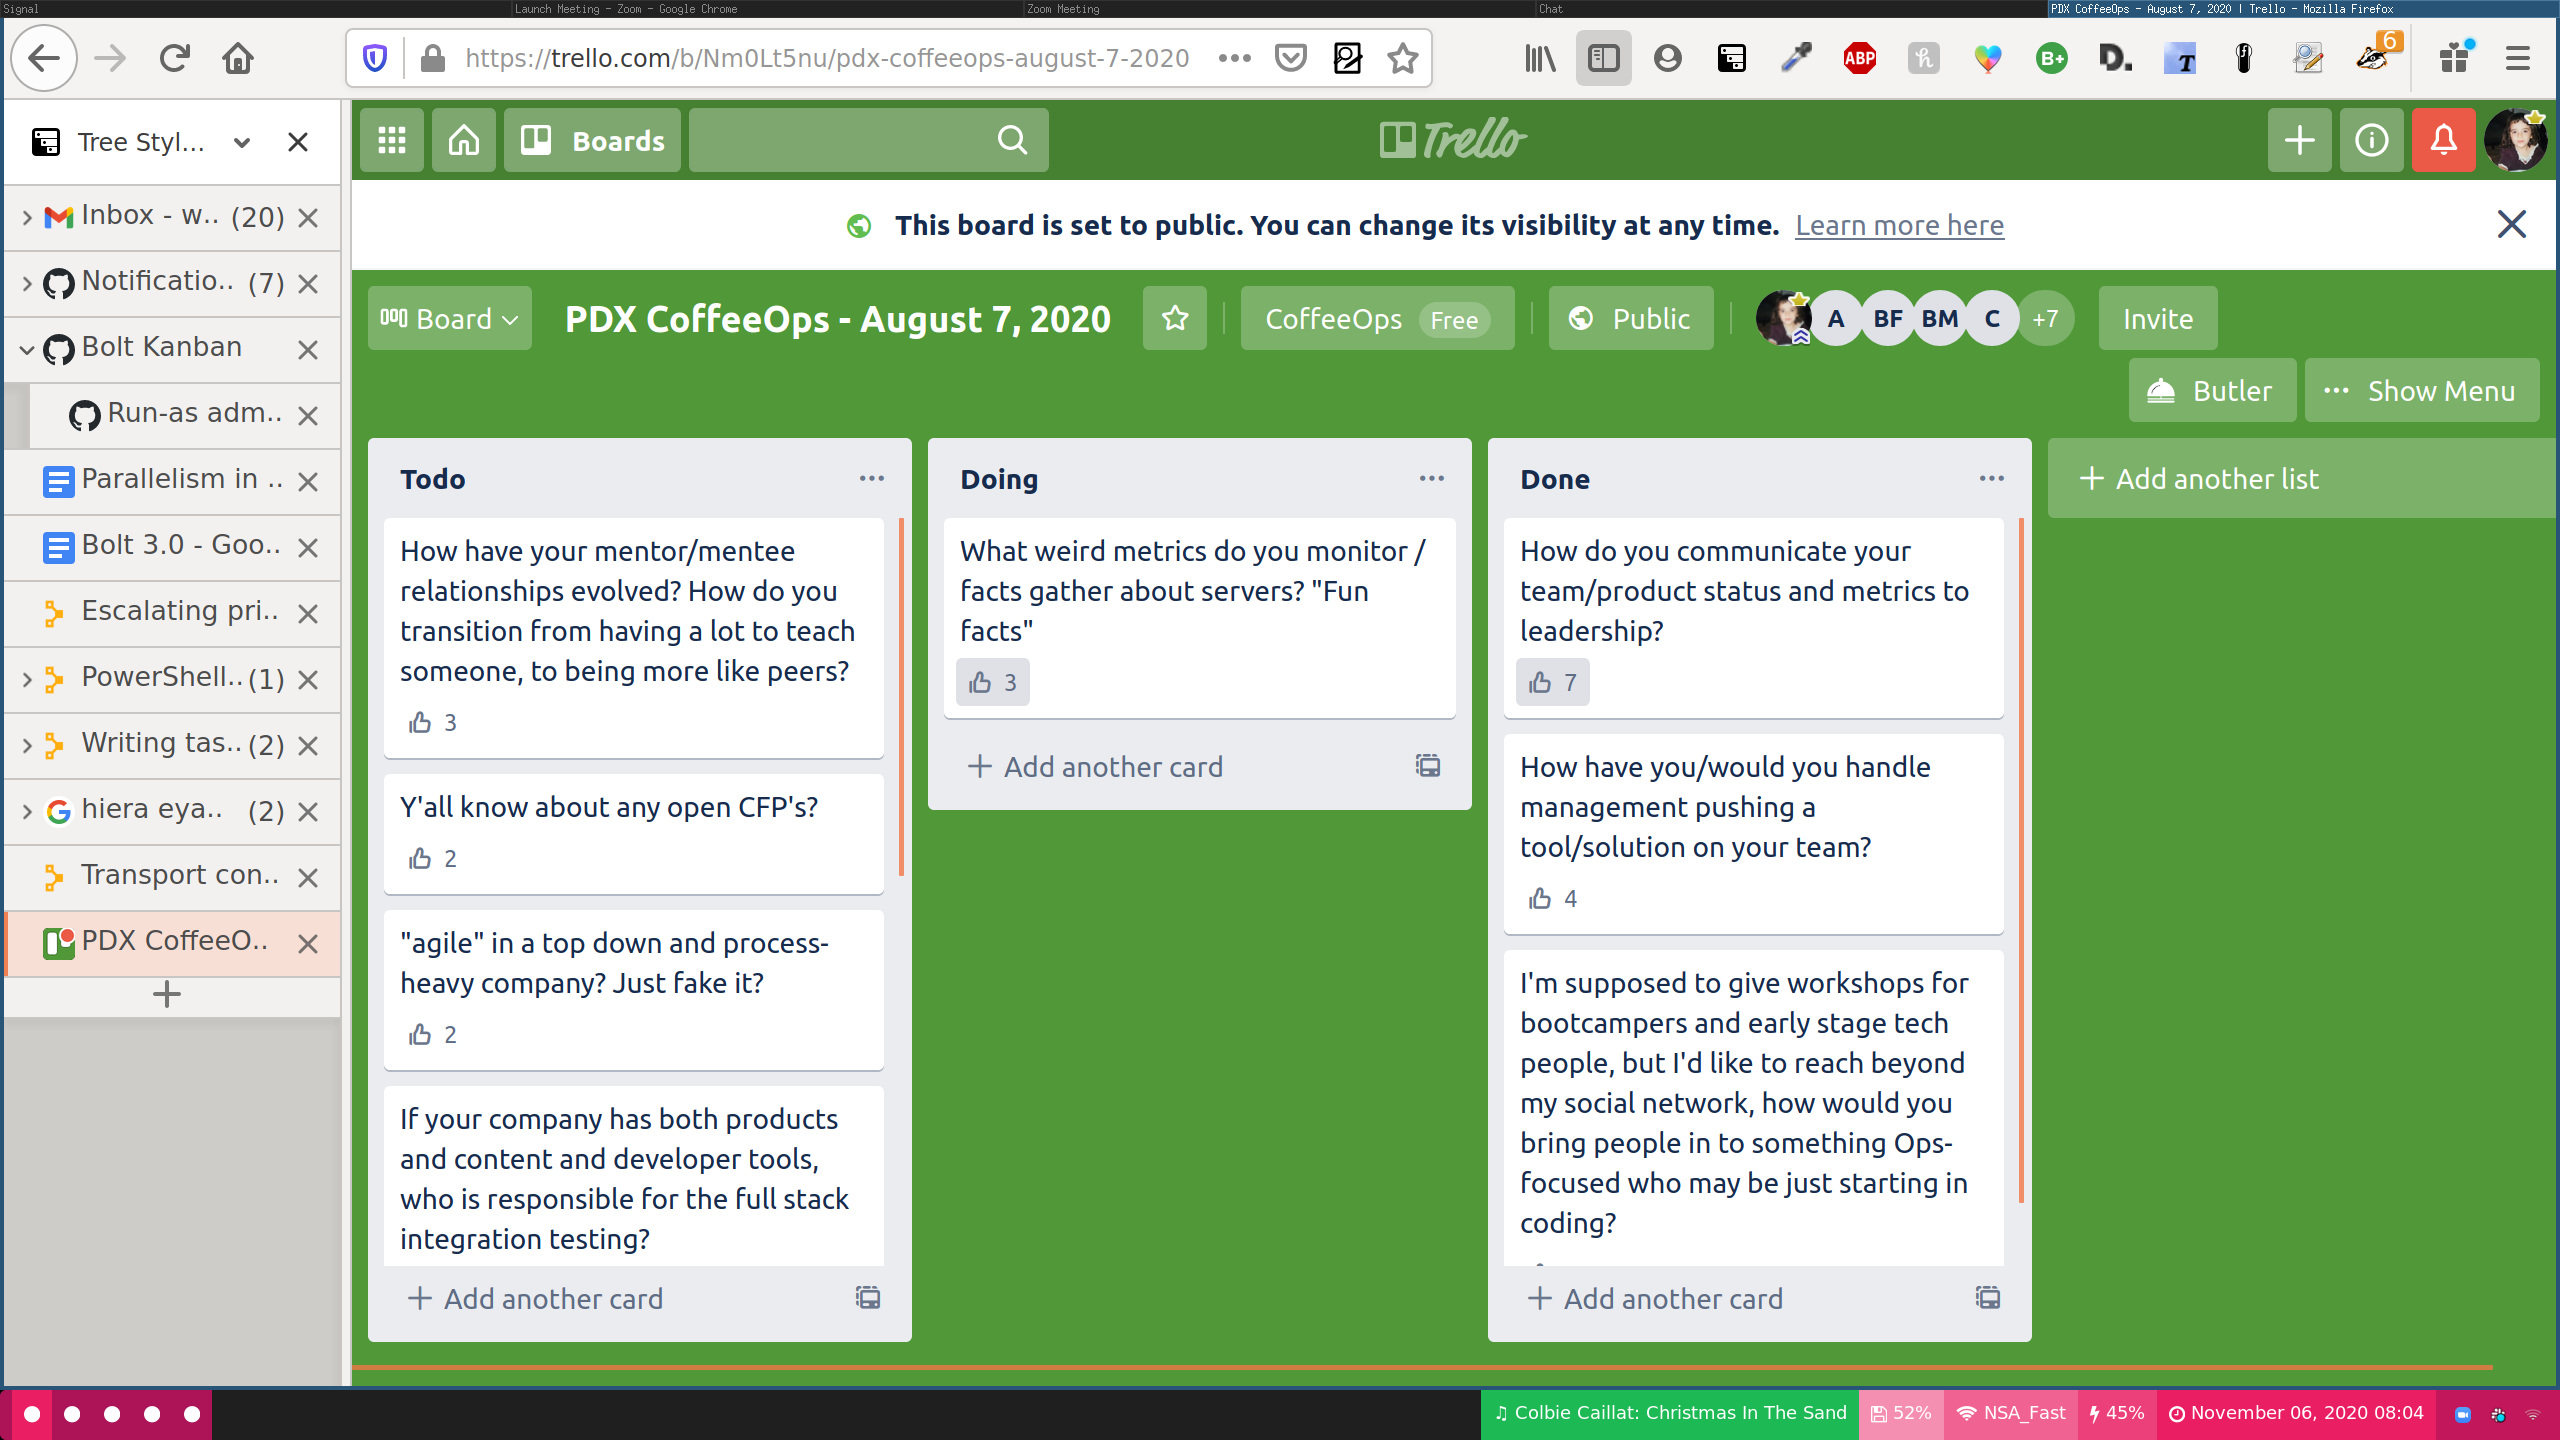 Signal
Launch Meeting - Zoom - Google Chrome
Zoom Meeting
Chat
PDX CoffeeOps - August 7, 2020 | Trello - Mozilla Firefox
https://trello.com/b/Nm0Lt5nu/pdx-coffeeops-august-7-2020
ABP
h
B+
D.
T
6
Tree Styl...
Inbox - w.. (20)
Notificatio.. (7)
Bolt Kanban
Run-as adm..
Parallelism in ..
Bolt 3.0 - Goo..
Escalating pri..
PowerShell.. (1)
Writing tas.. (2)
hiera eya.. (2)
Transport con..
PDX CoffeeO..
Boards
Trello
This board is set to public. You can change its visibility at any time. Learn more here
Board
PDX CoffeeOps - August 7, 2020
CoffeeOps Free
Public
A BF BM C +7
Invite
Butler
Show Menu
Todo
How have your mentor/mentee
relationships evolved? How do you
transition from having a lot to teach
someone, to being more like peers?
3
Y'all know about any open CFP's?
2
"agile" in a top down and process-
heavy company? Just fake it?
2
If your company has both products
and content and developer tools,
who is responsible for the full stack
integration testing?
Add another card
Doing
What weird metrics do you monitor /
facts gather about servers? "Fun
facts"
3
Add another card
Done
How do you communicate your
team/product status and metrics to
leadership?
7
How have you/would you handle
management pushing a
tool/solution on your team?
4
I'm supposed to give workshops for
bootcampers and early stage tech
people, but I'd like to reach beyond
my social network, how would you
bring people in to something Ops-
focused who may be just starting in
coding?
Add another card
Add another list
Colbie Caillat: Christmas In The Sand
52%
NSA_Fast
45%
November 06, 2020 08:04